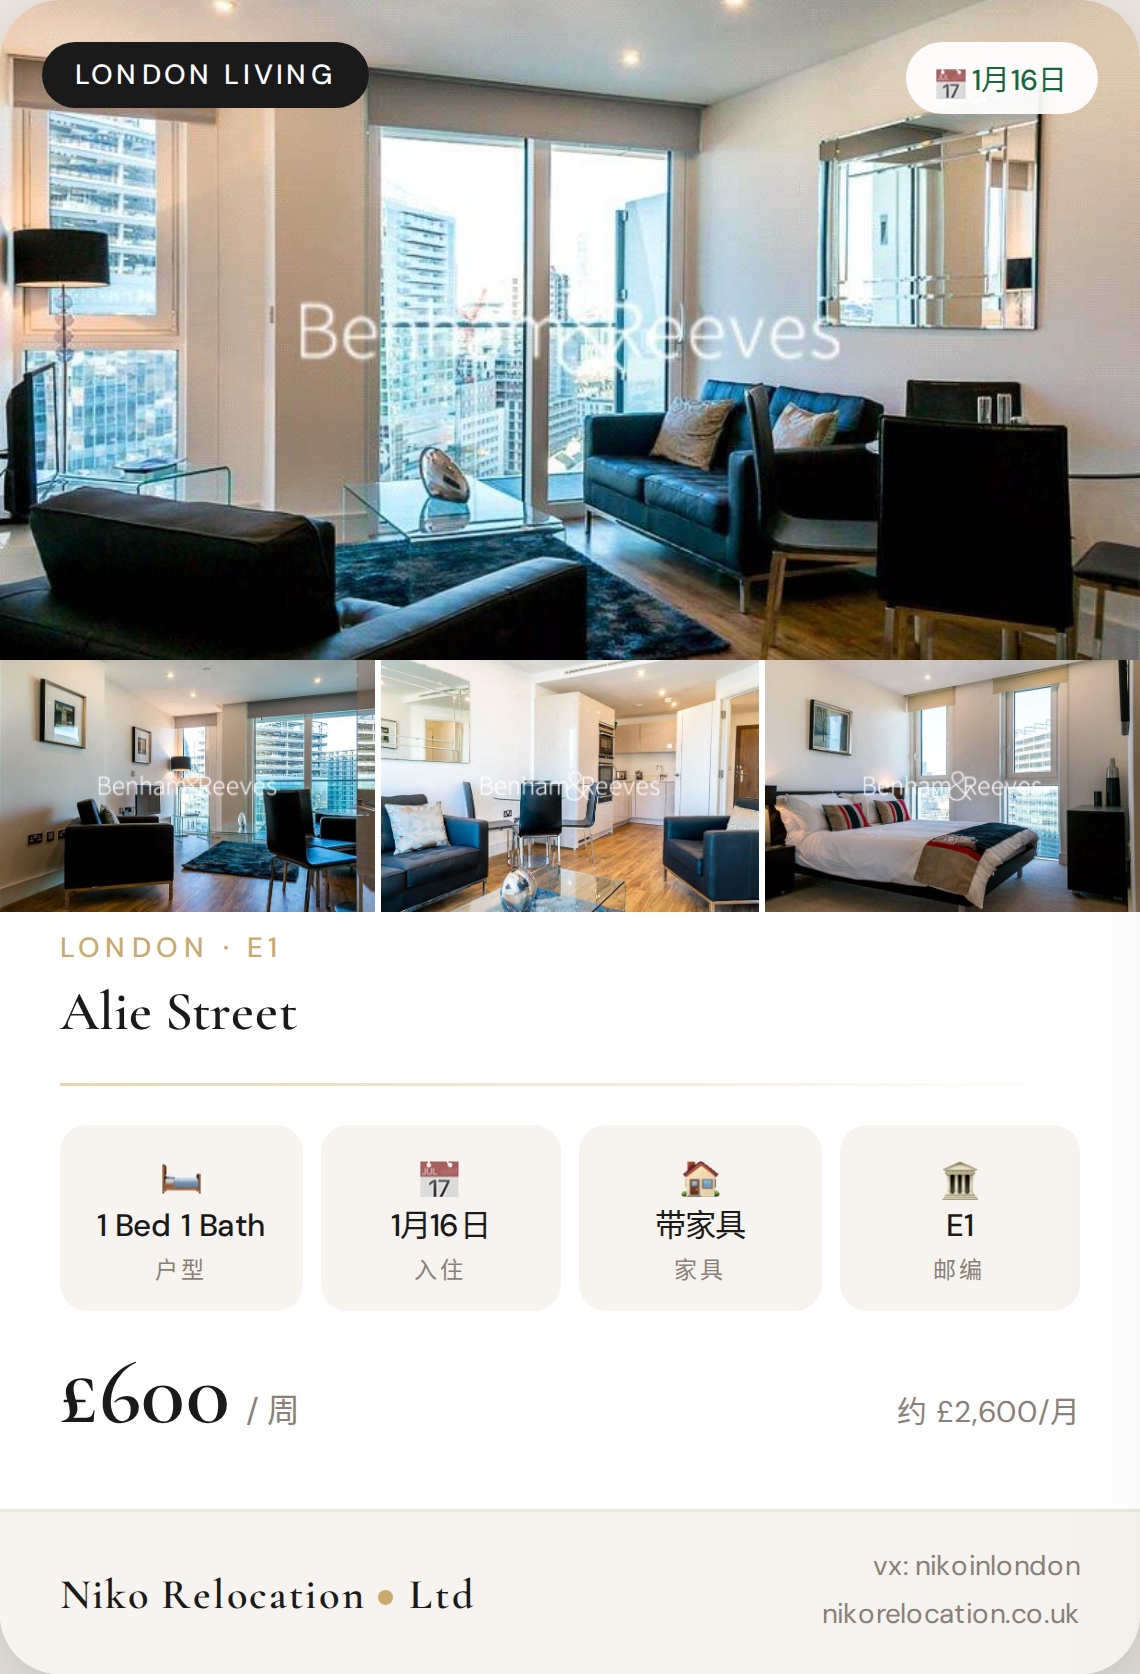 LONDON LIVING
1月16日
Benham&Reeves
Benham&Reeves
Benham&Reeves
Benham&Reeves
LONDON · E1
Alie Street
1 Bed 1 Bath
户型
JUL
17
1月16日
入住
带家具
家具
E1
邮编
£600 / 周
约 £2,600/月
Niko Relocation • Ltd
vx: nikoinlondon
nikorelocation.co.uk